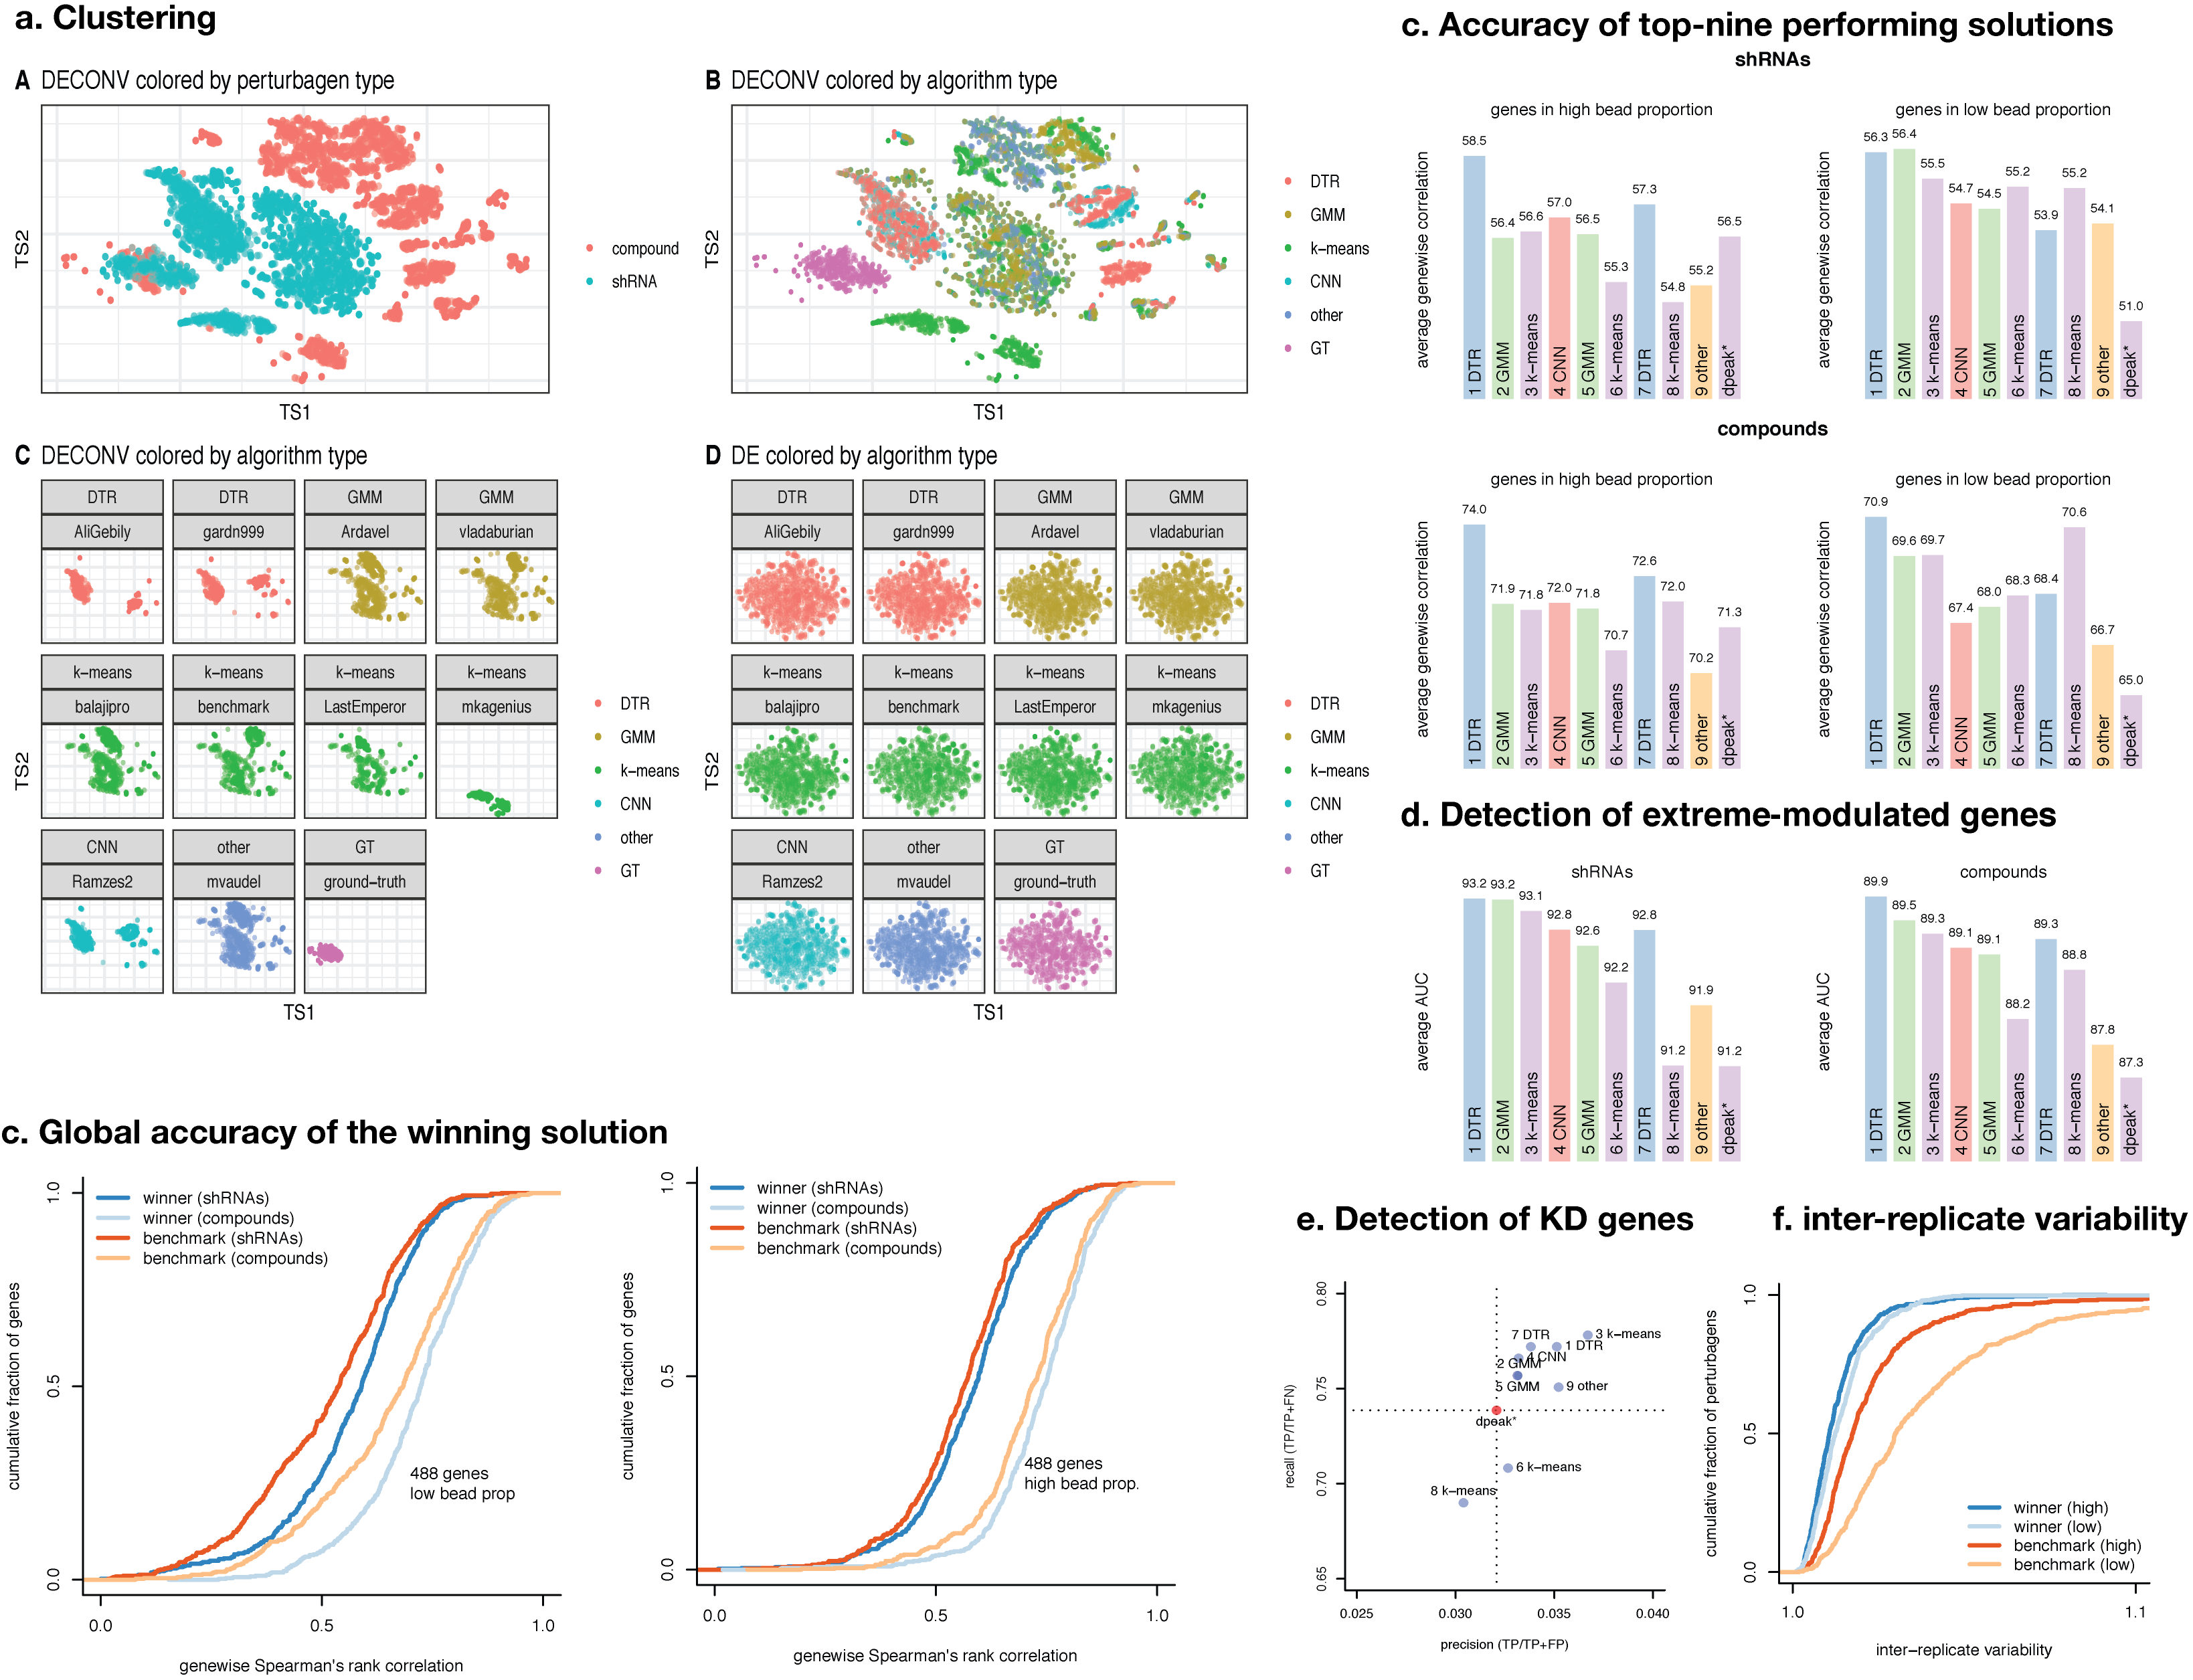 a. Clustering
A DECONV colored by perturbagen type
TS2
TS1
compound
shRNA
B DECONV colored by algorithm type
TS2
TS1
DTR
GMM
k-means
CNN
other
GT
C DECONV colored by algorithm type
DTR DTR GMM GMM
AliGebily gardn999 Ardavel vladaburian
k-means k-means k-means k-means
balajipro benchmark LastEmperor mkagenius
CNN other GT
Ramzes2 mvaudel ground-truth
TS2
TS1
DTR
GMM
k-means
CNN
other
GT
D DE colored by algorithm type
DTR DTR GMM GMM
AliGebily gardn999 Ardavel vladaburian
k-means k-means k-means k-means
balajipro benchmark LastEmperor mkagenius
CNN other GT
Ramzes2 mvaudel ground-truth
TS2
TS1
DTR
GMM
k-means
CNN
other
GT
c. Global accuracy of the winning solution
winner (shRNAs)
winner (compounds)
benchmark (shRNAs)
benchmark (compounds)
cumulative fraction of genes
1.0
0.5
0.0
488 genes
low bead prop
0.0 0.5 1.0
genewise Spearman's rank correlation
winner (shRNAs)
winner (compounds)
benchmark (shRNAs)
benchmark (compounds)
cumulative fraction of genes
1.0
0.5
0.0
488 genes
high bead prop.
0.0 0.5 1.0
genewise Spearman's rank correlation
c. Accuracy of top-nine performing solutions
shRNAs
genes in high bead proportion
average genewise correlation
58.5 56.4 56.6 57.0 56.5 55.3 57.3 54.8 55.2 56.5
1 DTR 2 GMM 3 k-means 4 CNN 5 GMM 6 k-means 7 DTR 8 k-means 9 other dpeak*
genes in low bead proportion
average genewise correlation
56.3 56.4 55.5 54.7 54.5 55.2 53.9 55.2 54.1 51.0
1 DTR 2 GMM 3 k-means 4 CNN 5 GMM 6 k-means 7 DTR 8 k-means 9 other dpeak*
compounds
genes in high bead proportion
average genewise correlation
74.0 71.9 71.8 72.0 71.8 70.7 72.6 72.0 70.2 71.3
1 DTR 2 GMM 3 k-means 4 CNN 5 GMM 6 k-means 7 DTR 8 k-means 9 other dpeak*
genes in low bead proportion
average genewise correlation
70.9 69.6 69.7 67.4 68.0 68.3 68.4 70.6 66.7 65.0
1 DTR 2 GMM 3 k-means 4 CNN 5 GMM 6 k-means 7 DTR 8 k-means 9 other dpeak*
d. Detection of extreme-modulated genes
shRNAs
average AUC
93.2 93.2 93.1 92.8 92.6 92.2 92.8 91.2 91.9 91.2
1 DTR 2 GMM 3 k-means 4 CNN 5 GMM 6 k-means 7 DTR 8 k-means 9 other dpeak*
compounds
average AUC
89.9 89.5 89.3 89.1 89.1 88.2 89.3 88.8 87.8 87.3
1 DTR 2 GMM 3 k-means 4 CNN 5 GMM 6 k-means 7 DTR 8 k-means 9 other dpeak*
e. Detection of KD genes
recall (TP/TP+FN)
0.80
0.75
0.70
0.65
7 DTR
3 k-means
1 DTR
4 CNN
2 GMM
5 GMM
9 other
dpeak*
6 k-means
8 k-means
0.025 0.030 0.035 0.040
precision (TP/TP+FP)
f. inter-replicate variability
cumulative fraction of perturbagens
1.0
0.5
0.0
winner (high)
winner (low)
benchmark (high)
benchmark (low)
1.0 1.1
inter-replicate variability